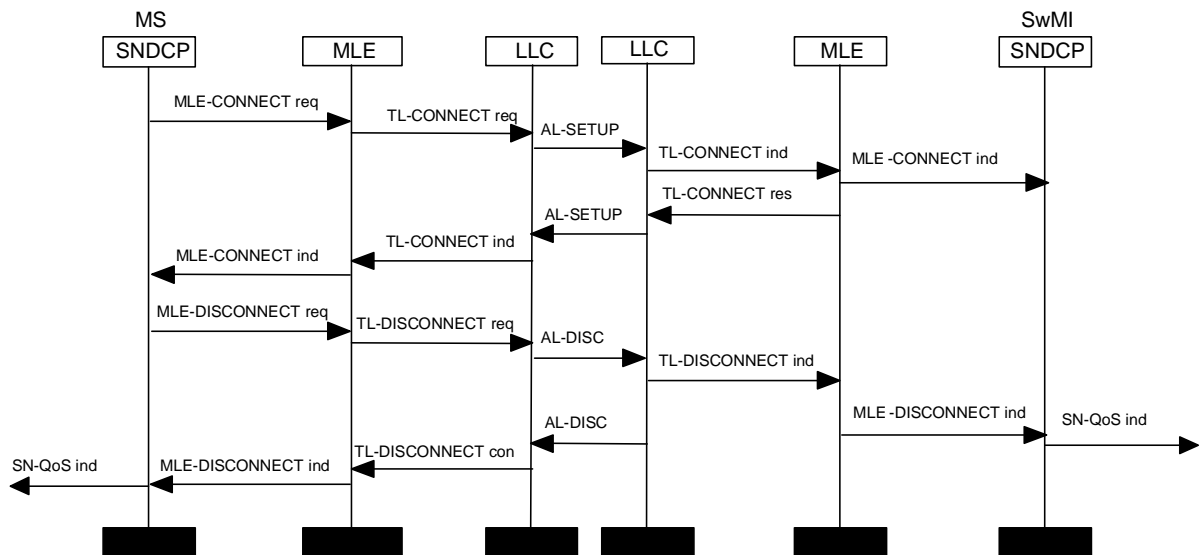 MS
SwMI
SNDCP
MLE
LLC
LLC
MLE
SNDCP
MLE-CONNECT req
TL-CONNECT req
AL-SETUP
TL-CONNECT ind
MLE-CONNECT ind
TL-CONNECT res
AL-SETUP
TL-CONNECT ind
MLE-CONNECT ind
MLE-DISCONNECT req
TL-DISCONNECT req
AL-DISC
TL-DISCONNECT ind
MLE-DISCONNECT ind
SN-QoS ind
AL-DISC
TL-DISCONNECT con
MLE-DISCONNECT ind
SN-QoS ind